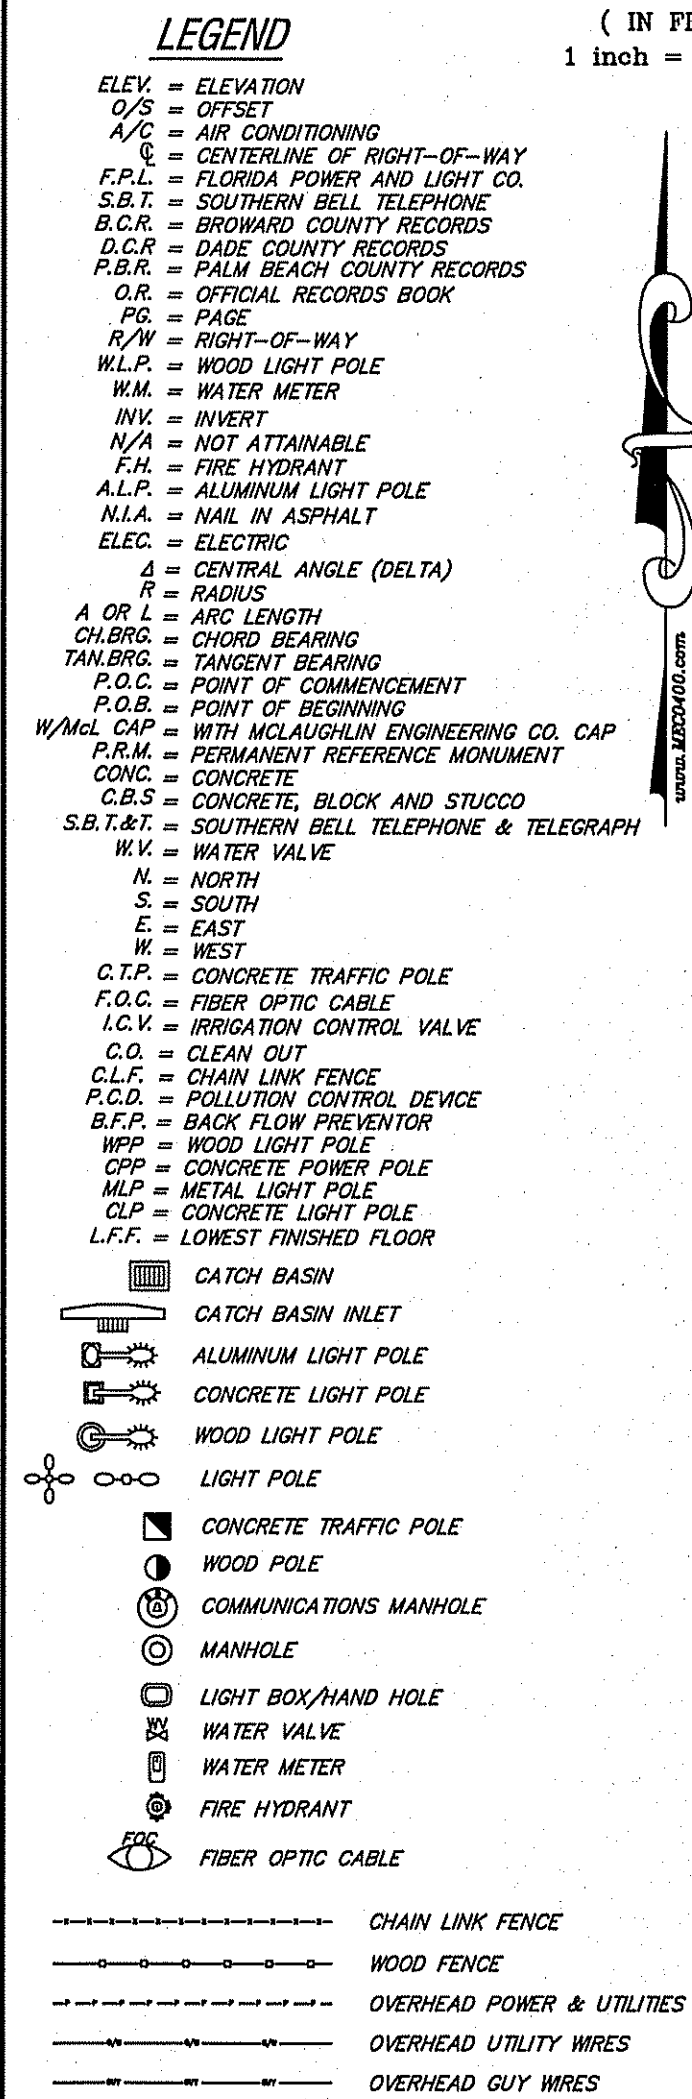 LEGEND
( IN FE
1 inch =
ELEV. = ELEVATION
O/S = OFFSET
A/C = AIR CONDITIONING
℄ = CENTERLINE OF RIGHT-OF-WAY
F.P.L. = FLORIDA POWER AND LIGHT CO.
S.B.T. = SOUTHERN BELL TELEPHONE
B.C.R. = BROWARD COUNTY RECORDS
D.C.R = DADE COUNTY RECORDS
P.B.R. = PALM BEACH COUNTY RECORDS
O.R. = OFFICIAL RECORDS BOOK
PG. = PAGE
R/W = RIGHT-OF-WAY
W.L.P. = WOOD LIGHT POLE
W.M. = WATER METER
INV. = INVERT
N/A = NOT ATTAINABLE
F.H. = FIRE HYDRANT
A.L.P. = ALUMINUM LIGHT POLE
N.I.A. = NAIL IN ASPHALT
ELEC. = ELECTRIC
Δ = CENTRAL ANGLE (DELTA)
R = RADIUS
A OR L = ARC LENGTH
CH.BRG. = CHORD BEARING
TAN.BRG. = TANGENT BEARING
P.O.C. = POINT OF COMMENCEMENT
P.O.B. = POINT OF BEGINNING
W/McL CAP = WITH MCLAUGHLIN ENGINEERING CO. CAP
P.R.M. = PERMANENT REFERENCE MONUMENT
CONC. = CONCRETE
C.B.S = CONCRETE, BLOCK AND STUCCO
S.B.T.&T. = SOUTHERN BELL TELEPHONE & TELEGRAPH
W.V. = WATER VALVE
N. = NORTH
S. = SOUTH
E. = EAST
W. = WEST
C.T.P. = CONCRETE TRAFFIC POLE
F.O.C. = FIBER OPTIC CABLE
I.C.V. = IRRIGATION CONTROL VALVE
C.O. = CLEAN OUT
C.L.F. = CHAIN LINK FENCE
P.C.D. = POLLUTION CONTROL DEVICE
B.F.P. = BACK FLOW PREVENTOR
WPP = WOOD LIGHT POLE
CPP = CONCRETE POWER POLE
MLP = METAL LIGHT POLE
CLP = CONCRETE LIGHT POLE
L.F.F. = LOWEST FINISHED FLOOR
CATCH BASIN
CATCH BASIN INLET
ALUMINUM LIGHT POLE
CONCRETE LIGHT POLE
WOOD LIGHT POLE
LIGHT POLE
CONCRETE TRAFFIC POLE
WOOD POLE
COMMUNICATIONS MANHOLE
MANHOLE
LIGHT BOX/HAND HOLE
WV WATER VALVE
WATER METER
FIRE HYDRANT
FOC FIBER OPTIC CABLE
CHAIN LINK FENCE
WOOD FENCE
OVERHEAD POWER & UTILITIES
OVERHEAD UTILITY WIRES
OVERHEAD GUY WIRES
www.MECO400.com